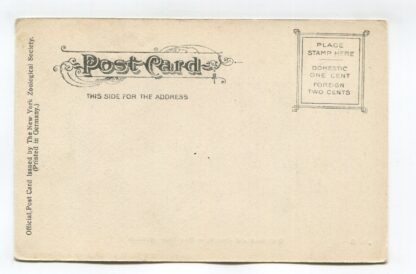 Post Card
THIS SIDE FOR THE ADDRESS
PLACE
STAMP HERE
DOMESTIC
ONE CENT
FOREIGN
TWO CENTS
Official Post Card Issued by The New York Zoological Society.
(Printed in Germany.)